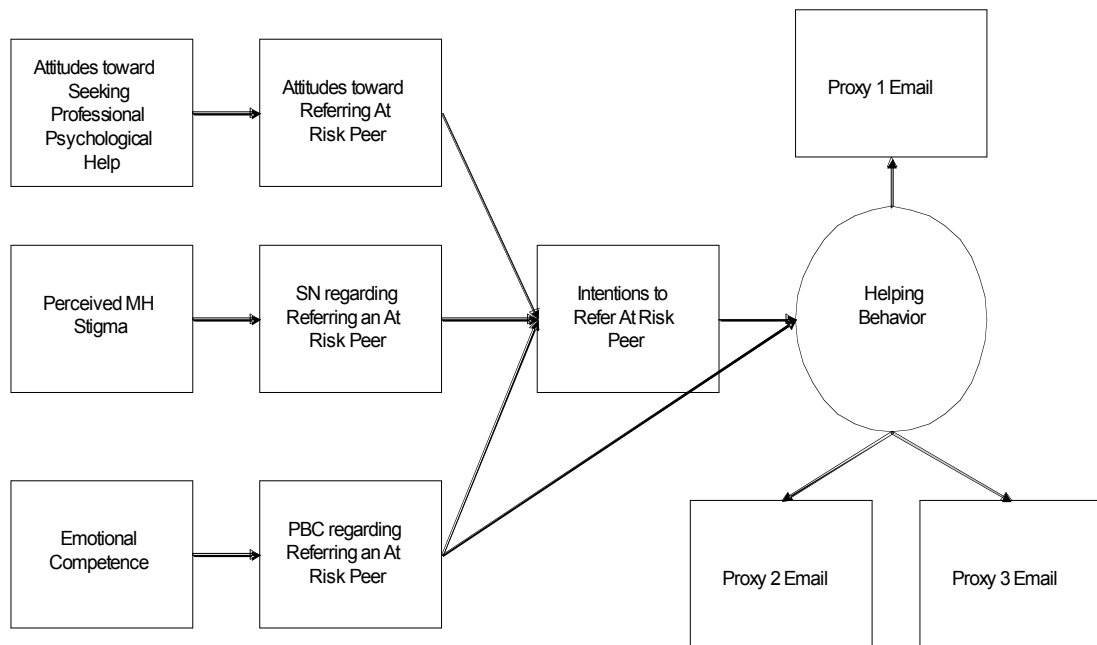 Attitudes toward
Seeking
Professional
Psychological
Help
Attitudes toward
Referring At
Risk Peer
Proxy 1 Email
Perceived MH
Stigma
SN regarding
Referring an At
Risk Peer
Intentions to
Refer At Risk
Peer
Helping
Behavior
Emotional
Competence
PBC regarding
Referring an At
Risk Peer
Proxy 2 Email
Proxy 3 Email